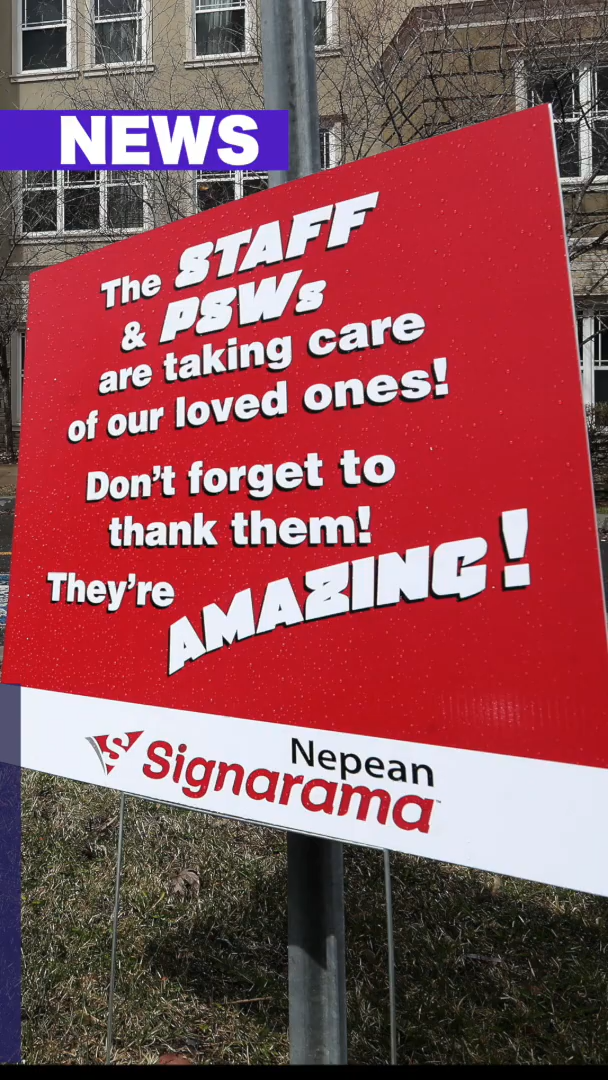 NEWS
The STAFF
& PSWs
are taking care
of our loved ones!
Don't forget to
thank them!
They're AMAZING!
Nepean
Signarama